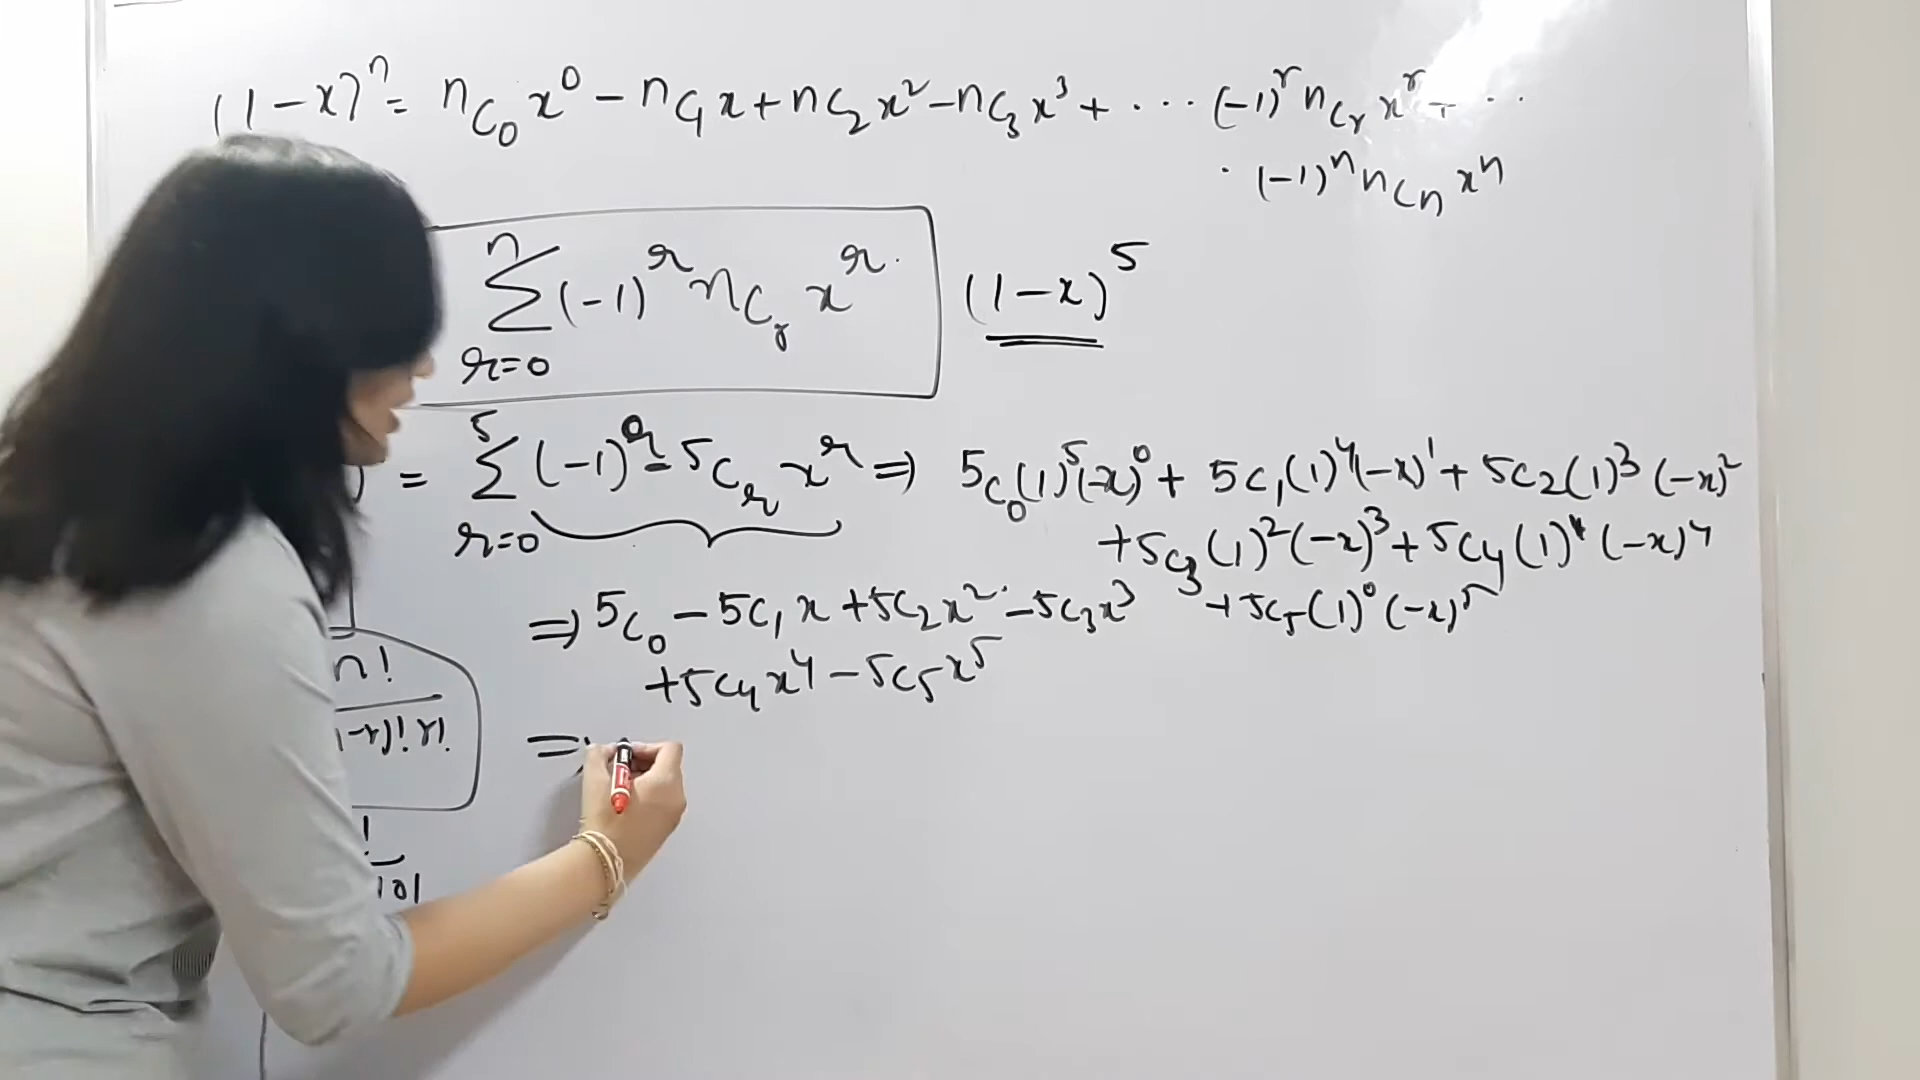 (1-x)ⁿ = nC₀x⁰ - nC₁x + nC₂x² - nC₃x³ + ... (-1)ʳ nCᵣ xʳ - ..
. (-1)ⁿ nCₙ xⁿ
n
Σ (-1)ʳ nCᵣ xʳ. (1-x)⁵
r=0
5
) = Σ (-1)ʳ - 5Cᵣ xʳ ⇒ 5C₀(1)⁵(-x)⁰ + 5C₁(1)⁴(-x)¹ + 5C₂(1)³(-x)²
r=0
+5C₃(1)²(-x)³ + 5C₄(1)¹(-x)⁴
+5C₅(1)⁰(-x)⁵
⇒ 5C₀ - 5C₁x + 5C₂x² - 5C₃x³
+5C₄x⁴ - 5C₅x⁵
⇒
n!
-r)! r!
!
101